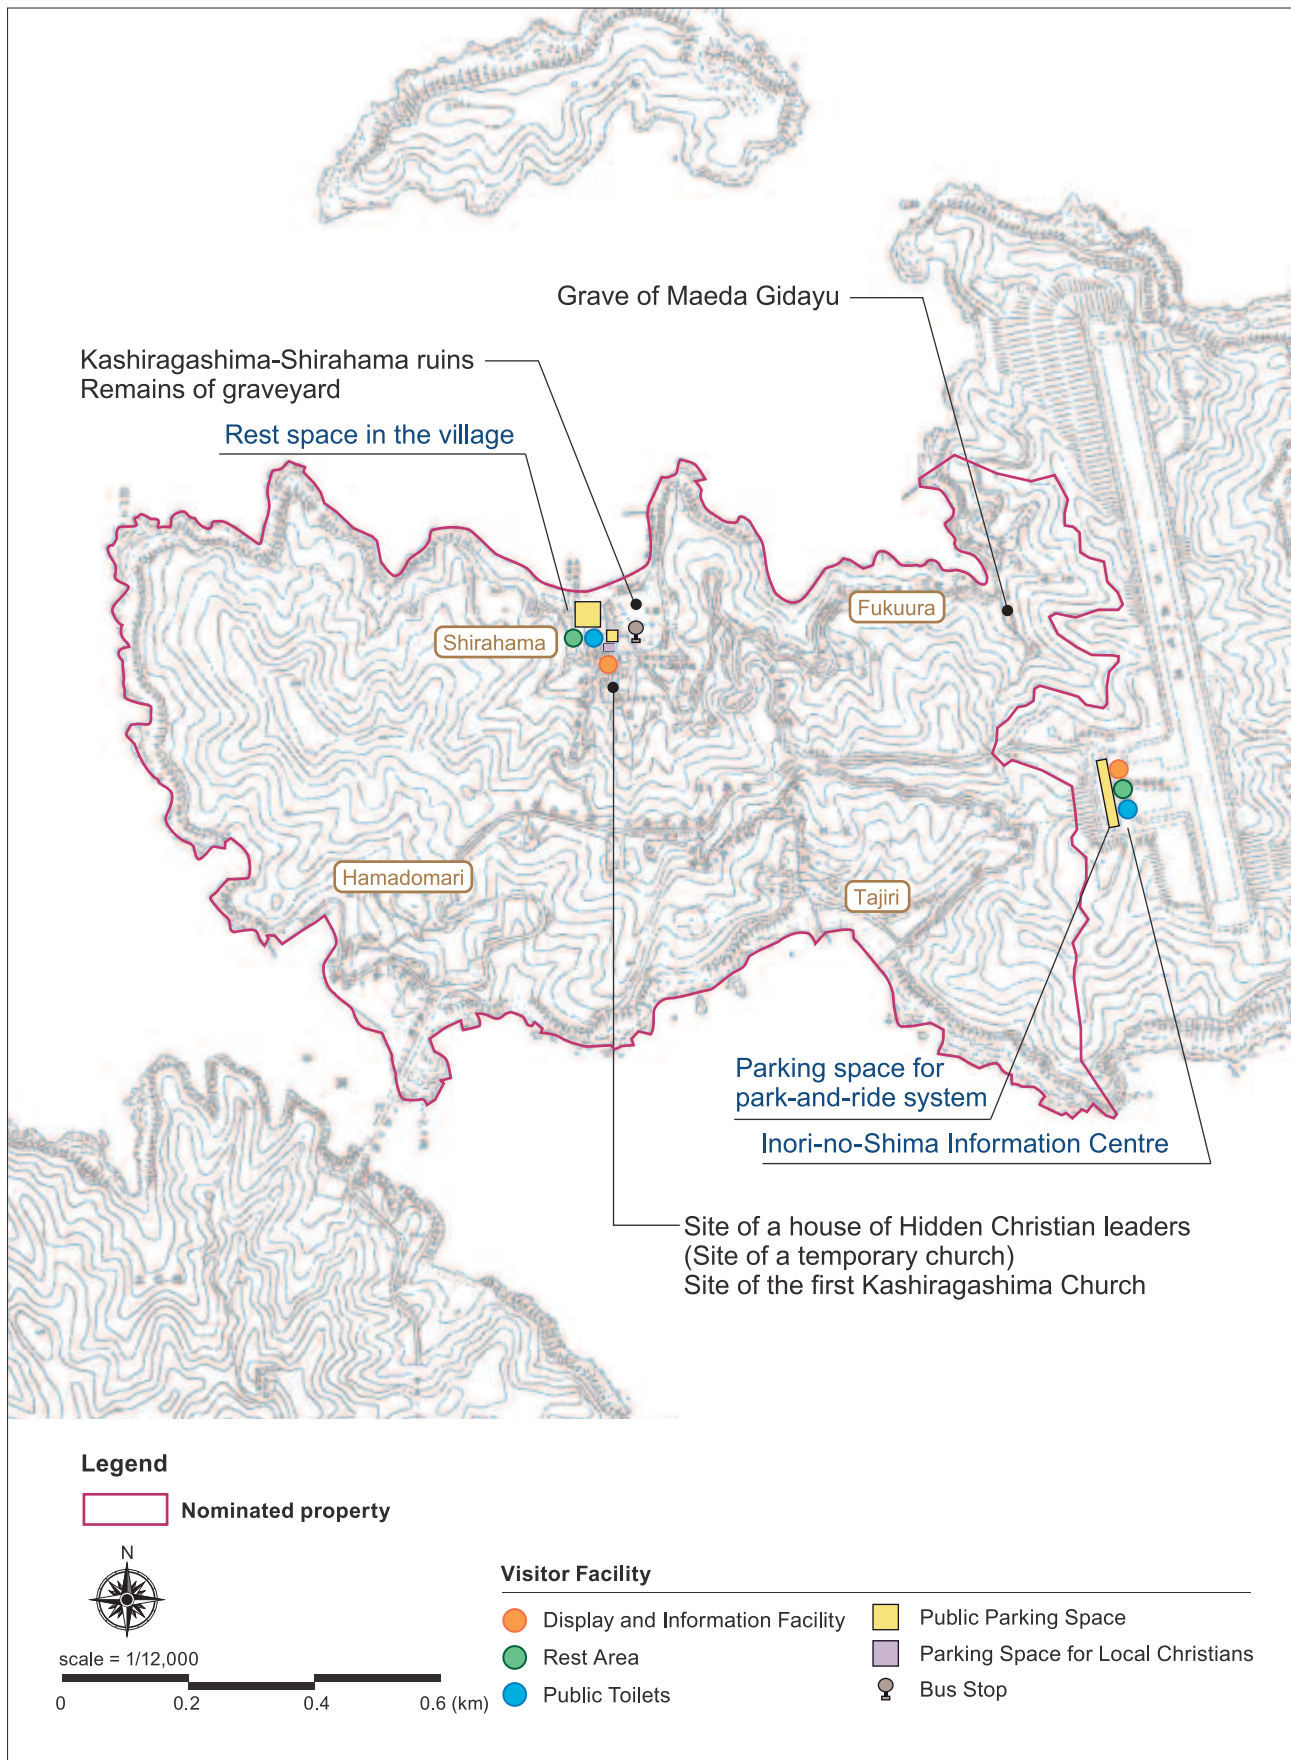 Grave of Maeda Gidayu
Kashiragashima-Shirahama ruins
Remains of graveyard
Rest space in the village
Fukuura
Shirahama
Hamadomari
Tajiri
Parking space for
park-and-ride system
Inori-no-Shima Information Centre
Site of a house of Hidden Christian leaders
(Site of a temporary church)
Site of the first Kashiragashima Church
Legend
Nominated property
N
scale = 1/12,000
0 0.2 0.4 0.6 (km)
Visitor Facility
Display and Information Facility
Rest Area
Public Toilets
Public Parking Space
Parking Space for Local Christians
Bus Stop